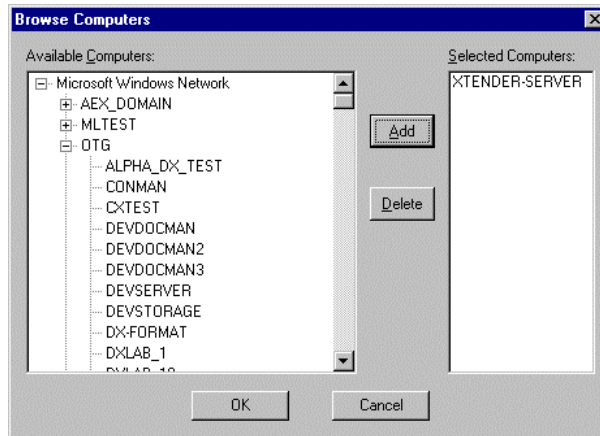 Browse Computers
Available Computers:
Microsoft Windows Network
AEX_DOMAIN
MLTEST
OTG
ALPHA_DX_TEST
CONMAN
CXTEST
DEVDOCMAN
DEVDOCMAN2
DEVDOCMAN3
DEVSERVER
DEVSTORAGE
DX-FORMAT
DXLAB_1
Add
Delete
Selected Computers:
XTENDER-SERVER
OK
Cancel